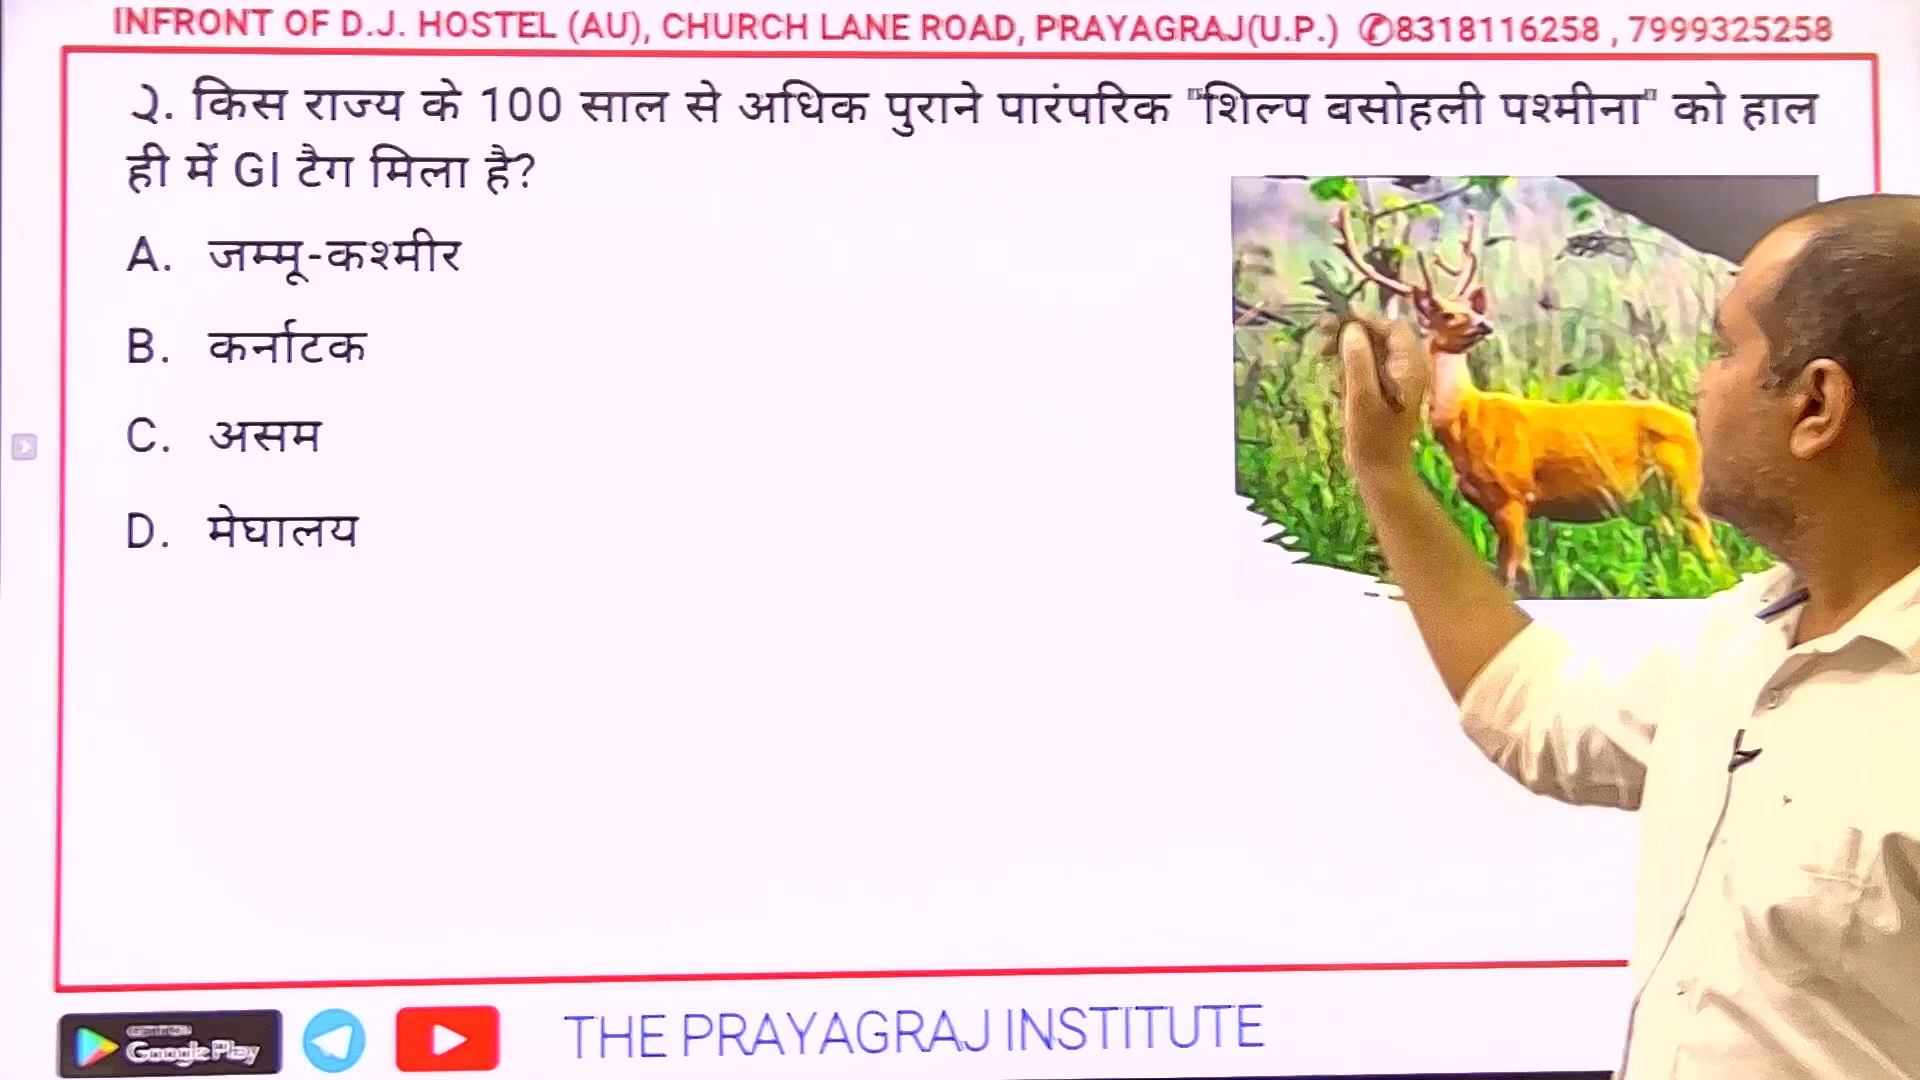 INFRONT OF D.J. HOSTEL (AU), CHURCH LANE ROAD, PRAYAGRAJ(U.P.) ✆8318116258 , 7999325258
Q. किस राज्य के 100 साल से अधिक पुराने पारंपरिक "शिल्प बसोहली पश्मीना" को हाल
ही में GI टैग मिला है?
A. जम्मू-कश्मीर
B. कर्नाटक
C. असम
D. मेघालय
Google Play
THE PRAYAGRAJ INSTITUTE